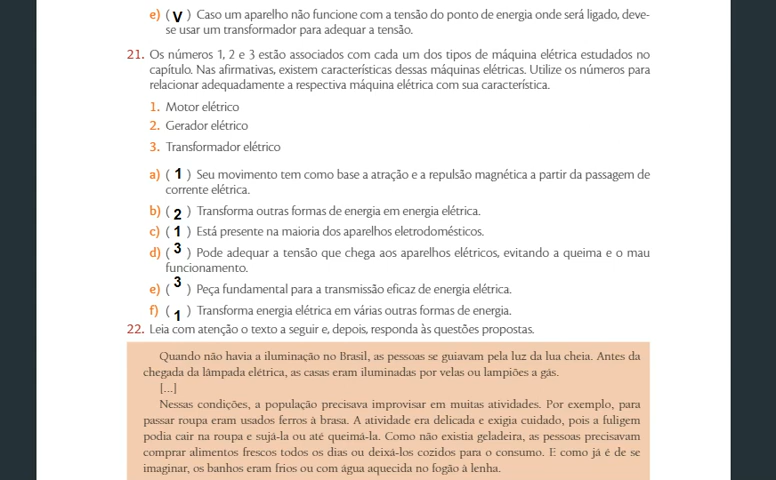 e) ( V ) Caso um aparelho não funcione com a tensão do ponto de energia onde será ligado, deve-
se usar um transformador para adequar a tensão.
21. Os números 1, 2 e 3 estão associados com cada um dos tipos de máquina elétrica estudados no
capítulo. Nas afirmativas, existem características dessas máquinas elétricas. Utilize os números para
relacionar adequadamente a respectiva máquina elétrica com sua característica.
1. Motor elétrico
2. Gerador elétrico
3. Transformador elétrico
a) ( 1 ) Seu movimento tem como base a atração e a repulsão magnética a partir da passagem de
corrente elétrica.
b) ( 2 ) Transforma outras formas de energia em energia elétrica.
c) ( 1 ) Está presente na maioria dos aparelhos eletrodomésticos.
d) ( 3 ) Pode adequar a tensão que chega aos aparelhos elétricos, evitando a queima e o mau
funcionamento.
e) ( 3 ) Peça fundamental para a transmissão eficaz de energia elétrica.
f) ( 1 ) Transforma energia elétrica em várias outras formas de energia.
22. Leia com atenção o texto a seguir e, depois, responda às questões propostas.
Quando não havia a iluminação no Brasil, as pessoas se guiavam pela luz da lua cheia. Antes da
chegada da lâmpada elétrica, as casas eram iluminadas por velas ou lampiões a gás.
[...]
Nessas condições, a população precisava improvisar em muitas atividades. Por exemplo, para
passar roupa eram usados ferros à brasa. A atividade era delicada e exigia cuidado, pois a fuligem
podia cair na roupa e sujá-la ou até queimá-la. Como não existia geladeira, as pessoas precisavam
comprar alimentos frescos todos os dias ou deixá-los cozidos para o consumo. E como já é de se
imaginar, os banhos eram frios ou com água aquecida no fogão à lenha.